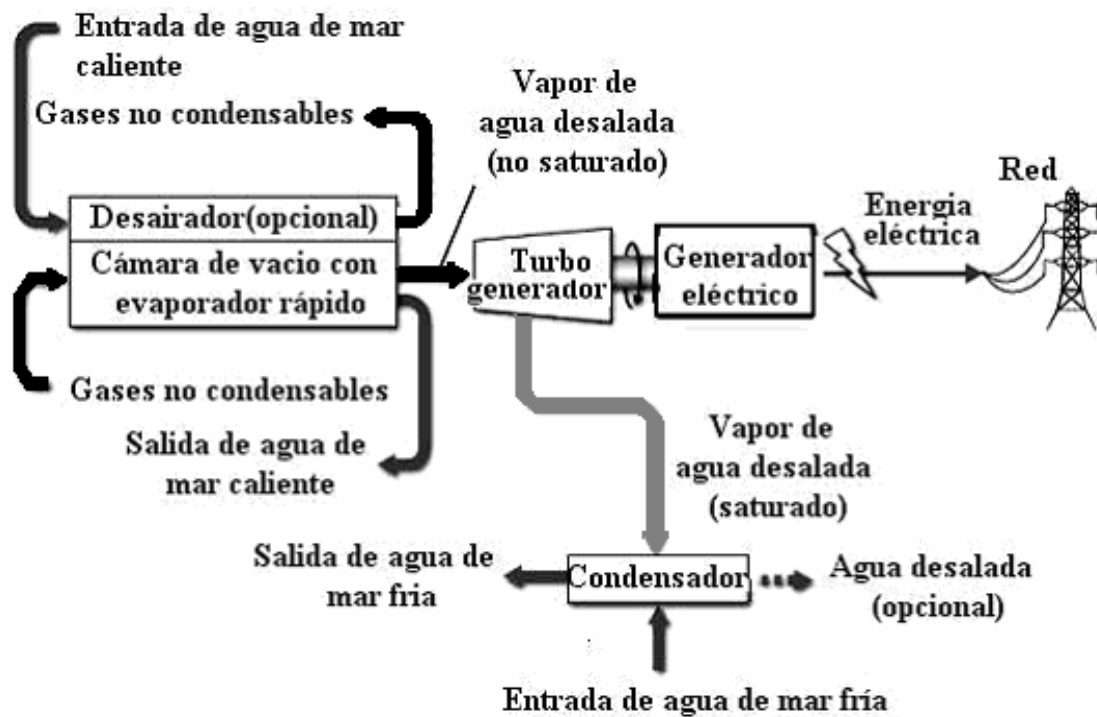 Entrada de agua de mar
caliente
Gases no condensables
Vapor de
agua desalada
(no saturado)
Desairador(opcional)
Cámara de vacio con
evaporador rápido
Turbo
generador
Generador
eléctrico
Energia
eléctrica
Red
Gases no condensables
Salida de agua de
mar caliente
Vapor de
agua desalada
(saturado)
Salida de agua de
mar fria
Condensador
Agua desalada
(opcional)
Entrada de agua de mar fría